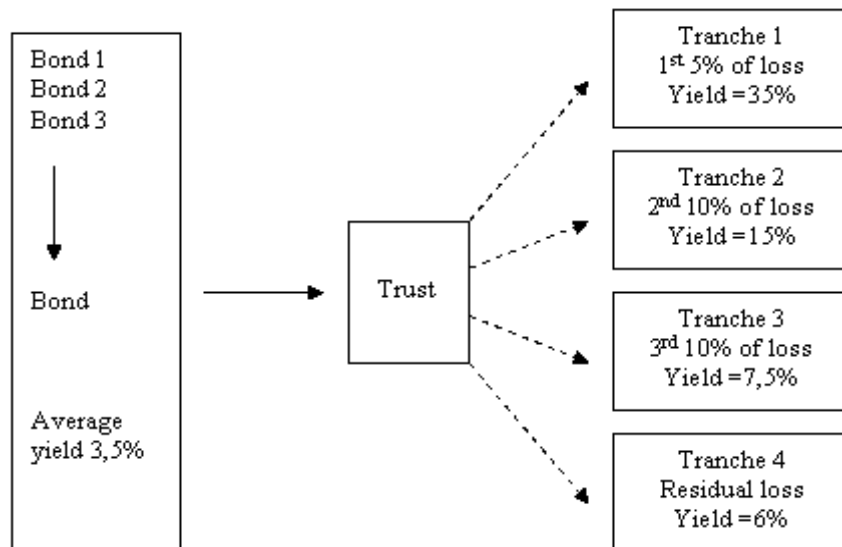 Bond 1
Bond 2
Bond 3
Bond
Average
yield 3,5%
Trust
Tranche 1
1st 5% of loss
Yield =35%
Tranche 2
2nd 10% of loss
Yield =15%
Tranche 3
3rd 10% of loss
Yield =7,5%
Tranche 4
Residual loss
Yield =6%